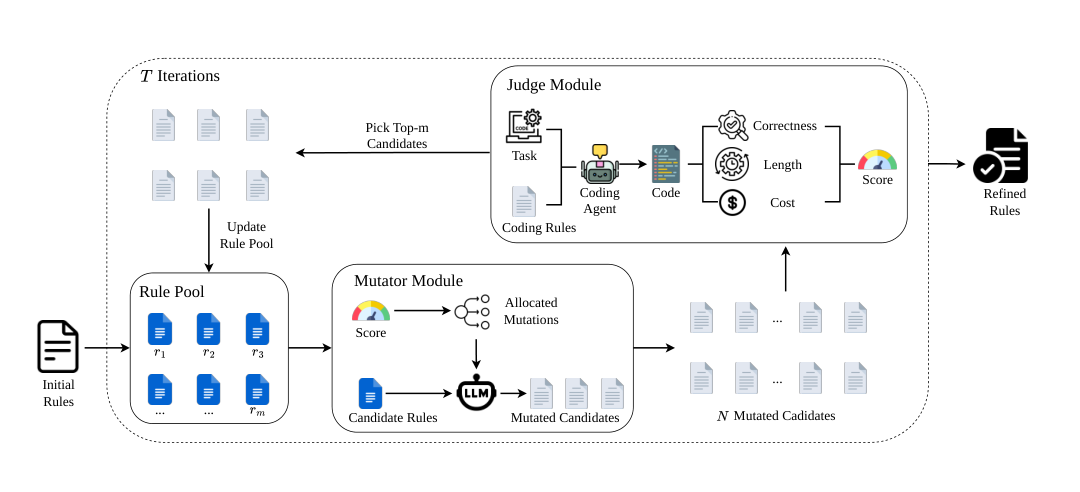 T Iterations
Judge Module
CODE
Task
Coding Rules
Coding
Agent
Code
Correctness
Length
$
Cost
Score
Pick Top-m
Candidates
Refined
Rules
Update
Rule Pool
Rule Pool
r1
r2
r3
...
...
rm
Initial
Rules
Mutator Module
Score
Allocated
Mutations
Candidate Rules
LLM
Mutated Candidates
...
...
N Mutated Cadidates